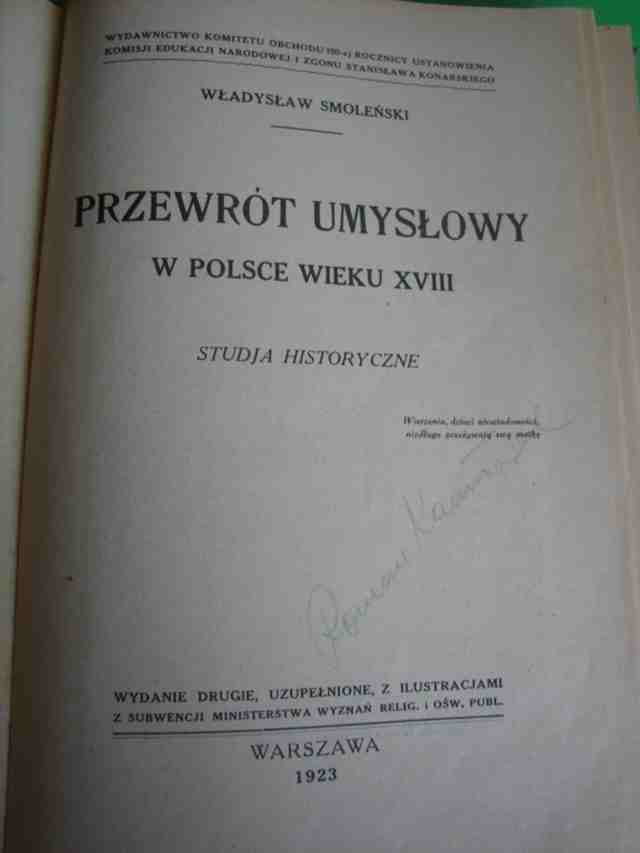 WYDAWNICTWO KOMITETU OBCHODU 150-ej ROCZNICY USTANOWIENIA
KOMISJI EDUKACJI NARODOWEJ I ZGONU STANISŁAWA KONARSKIEGO
WŁADYSŁAW SMOLEŃSKI
PRZEWRÓT UMYSŁOWY
W POLSCE WIEKU XVIII
STUDJA HISTORYCZNE
Wierzenia, dzieci nieświadomości,
niedługo przeżywają swą matkę
Roman
WYDANIE DRUGIE, UZUPEŁNIONE, Z ILUSTRACJAMI
Z SUBWENCJI MINISTERSTWA WYZNAŃ RELIG. i OŚW. PUBL.
WARSZAWA
1923